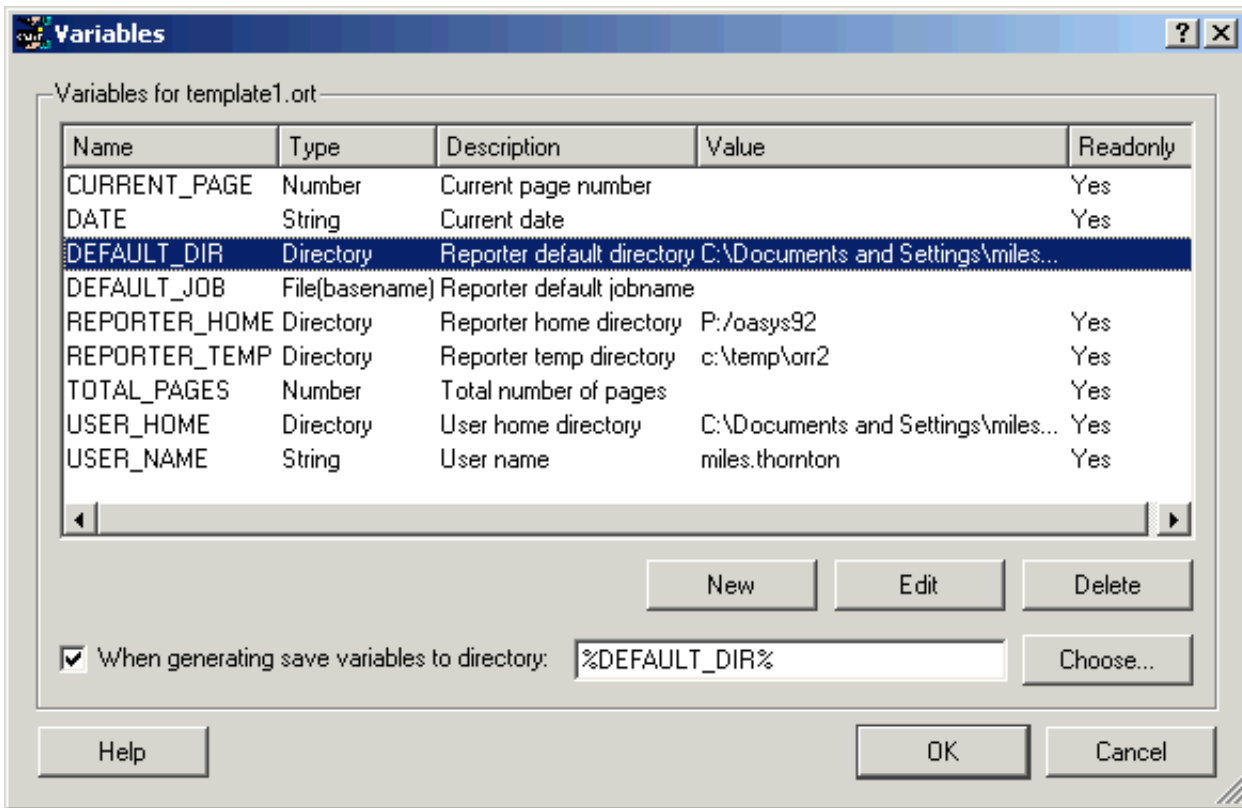 Variables
Variables for template1.ort
Name Type Description Value Readonly
CURRENT_PAGE Number Current page number Yes
DATE String Current date Yes
DEFAULT_DIR Directory Reporter default directory C:\Documents and Settings\miles...
DEFAULT_JOB File(basename) Reporter default jobname
REPORTER_HOME Directory Reporter home directory P:/oasys92 Yes
REPORTER_TEMP Directory Reporter temp directory c:\temp\orr2 Yes
TOTAL_PAGES Number Total number of pages Yes
USER_HOME Directory User home directory C:\Documents and Settings\miles... Yes
USER_NAME String User name miles.thornton Yes
New Edit Delete
When generating save variables to directory: %DEFAULT_DIR% Choose...
Help OK Cancel